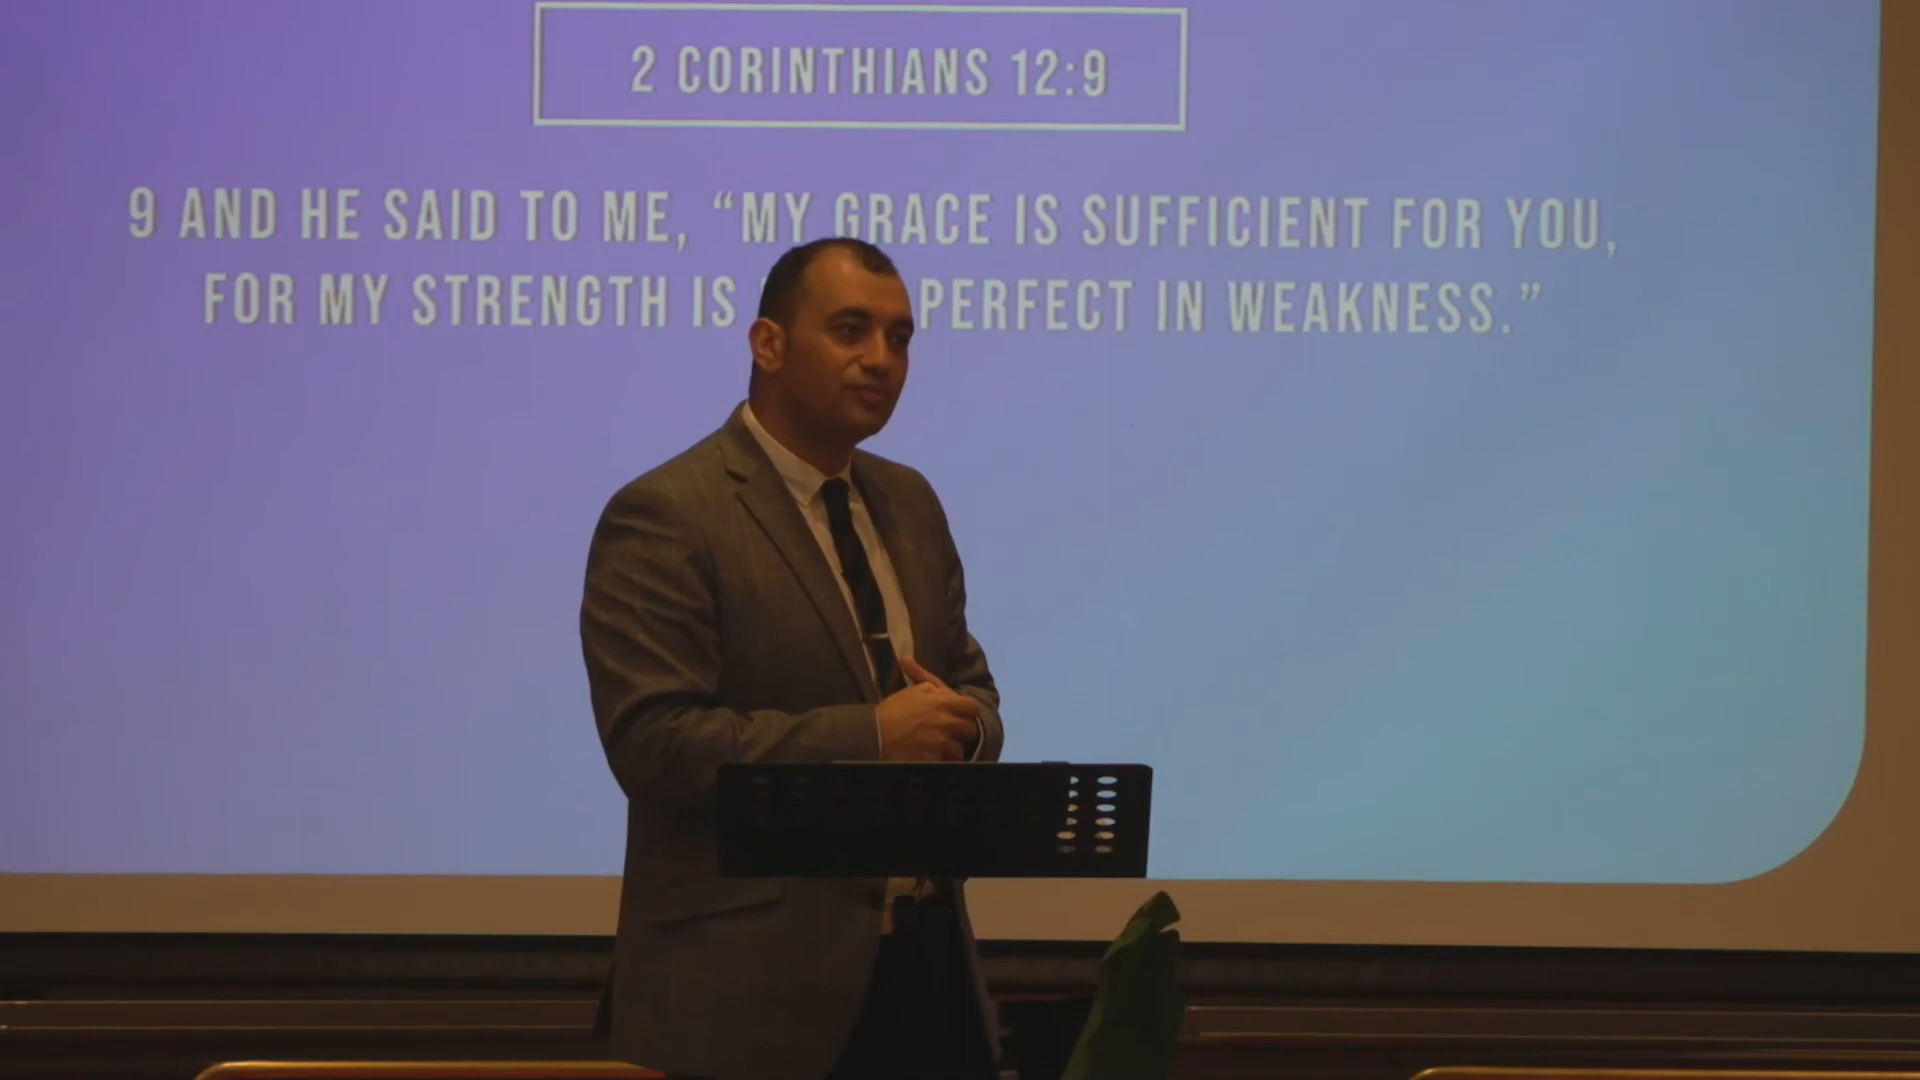 2 CORINTHIANS 12:9
9 AND HE SAID TO ME, “MY GRACE IS SUFFICIENT FOR YOU,
FOR MY STRENGTH IS PERFECT IN WEAKNESS.”